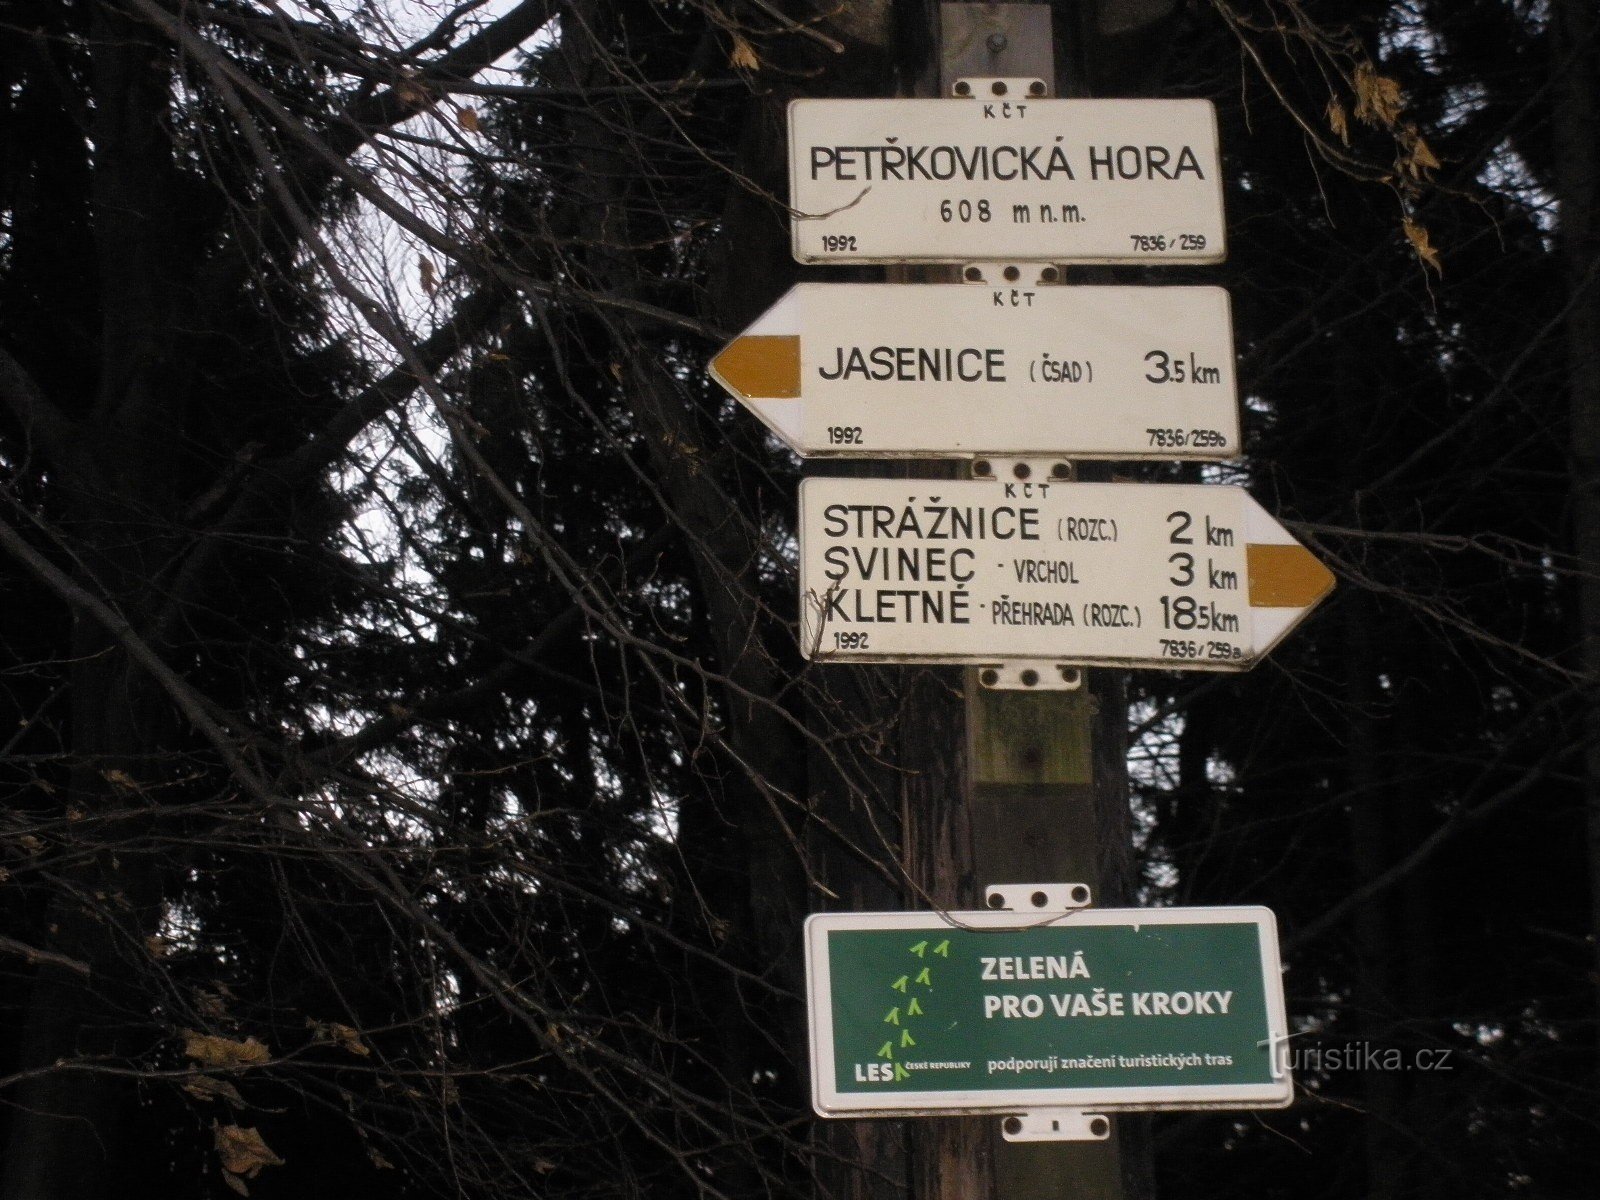 KČT
PETŘKOVICKÁ HORA
608 m n.m.
1992 7836/259
KČT
JASENICE (ČSAD) 3.5 km
1992 7836/259b
KČT
STRÁŽNICE (ROZC.) 2 km
SVINEC - VRCHOL 3 km
KLETNÉ - PŘEHRADA (ROZC.) 18.5 km
1992 7836/259a
ZELENÁ
PRO VAŠE KROKY
LESY ČESKÉ REPUBLIKY podporují značení turistických tras
Turistika.cz